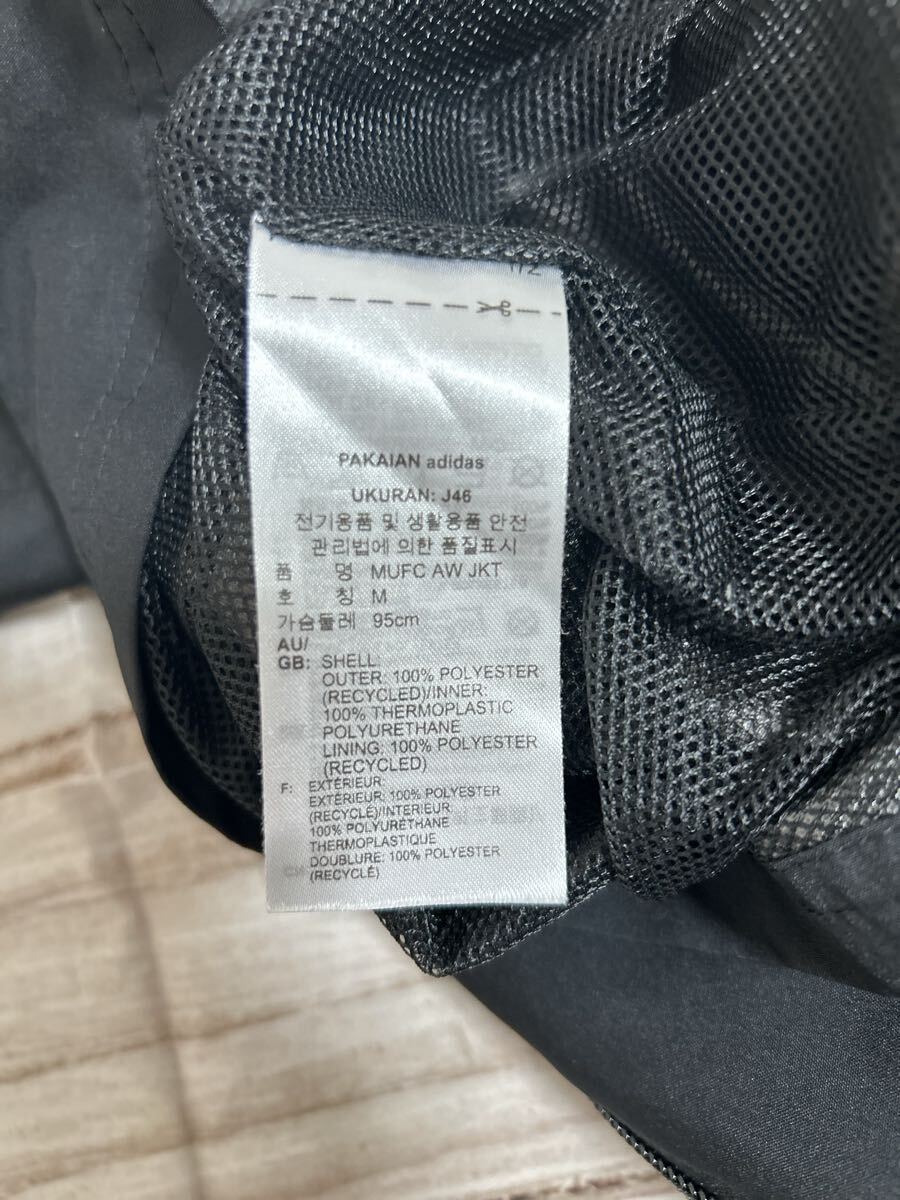 PAKAIAN adidas
UKURAN: J46
전기용품 및 생활용품 안전
관리법에 의한 품질표시
품 명 MUFC AW JKT
호 칭 M
가슴둘레 95cm
AU/
GB: SHELL:
OUTER: 100% POLYESTER
(RECYCLED)/INNER:
100% THERMOPLASTIC
POLYURETHANE
LINING: 100% POLYESTER
(RECYCLED)
F: EXTÉRIEUR:
EXTÉRIEUR: 100% POLYESTER
(RECYCLÉ)/INTÉRIEUR:
100% POLYURÉTHANE
THERMOPLASTIQUE
DOUBLURE: 100% POLYESTER
(RECYCLÉ)